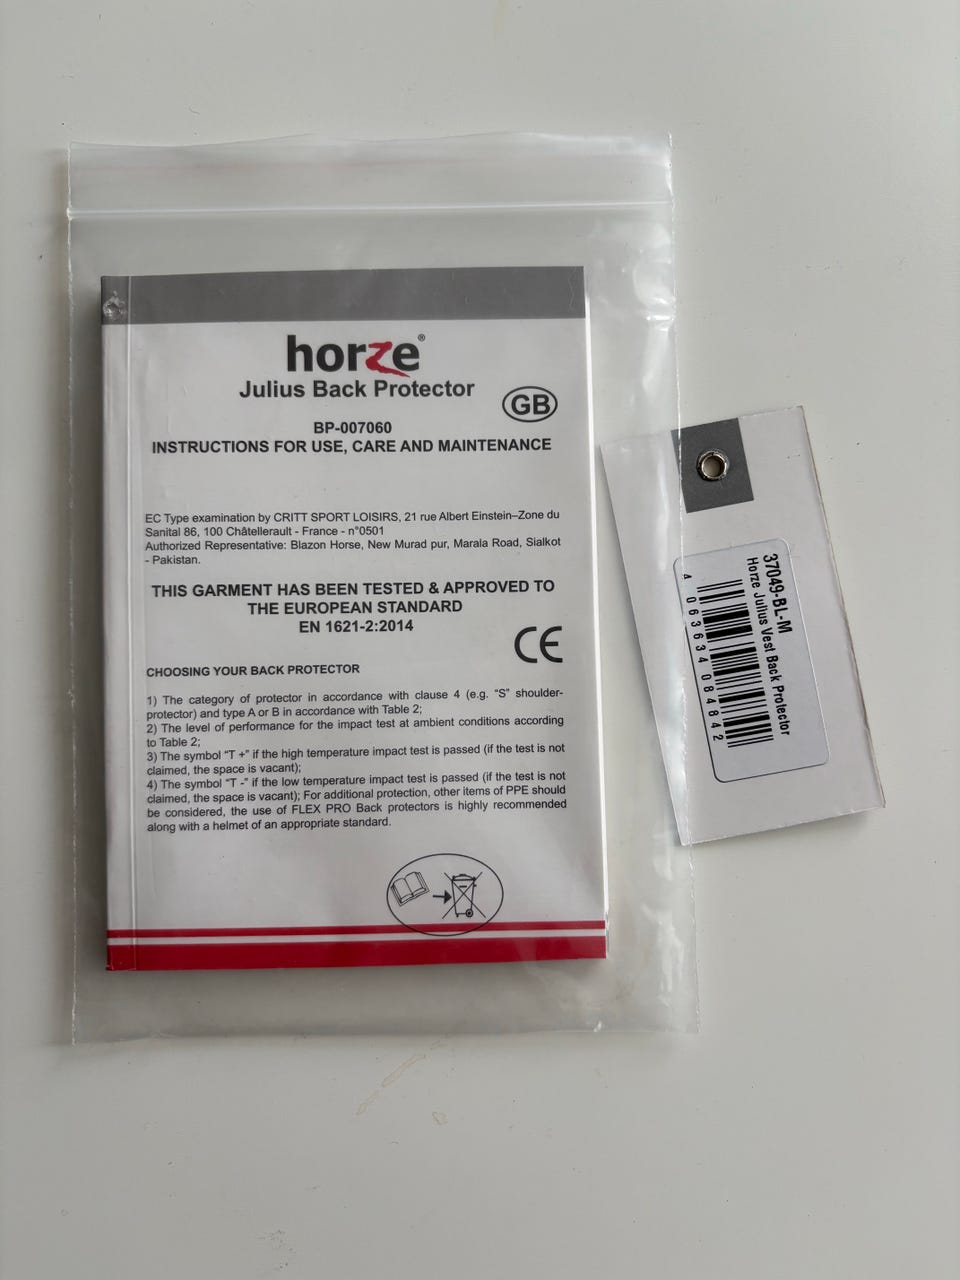 horze®
Julius Back Protector
GB
BP-007060
INSTRUCTIONS FOR USE, CARE AND MAINTENANCE
EC Type examination by CRITT SPORT LOISIRS, 21 rue Albert Einstein–Zone du
Sanital 86, 100 Châtellerault - France - n°0501
Authorized Representative: Blazon Horse, New Murad pur, Marala Road, Sialkot
- Pakistan.
THIS GARMENT HAS BEEN TESTED & APPROVED TO
THE EUROPEAN STANDARD
EN 1621-2:2014
CE
CHOOSING YOUR BACK PROTECTOR
1) The category of protector in accordance with clause 4 (e.g. “S” shoulder-
protector) and type A or B in accordance with Table 2;
2) The level of performance for the impact test at ambient conditions according
to Table 2;
3) The symbol “T +” if the high temperature impact test is passed (if the test is not
claimed, the space is vacant);
4) The symbol “T -” if the low temperature impact test is passed (if the test is not
claimed, the space is vacant); For additional protection, other items of PPE should
be considered, the use of FLEX PRO Back protectors is highly recommended
along with a helmet of an appropriate standard.
37049-BL-M
Horze Julius Vest Back Protector
4 063634 084842